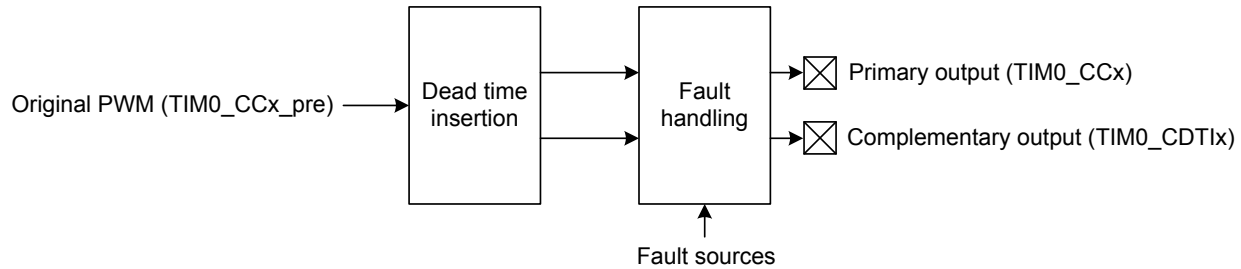 Original PWM (TIM0_CCx_pre)
Dead time
insertion
Fault
handling
Primary output (TIM0_CCx)
Complementary output (TIM0_CDTIx)
Fault sources